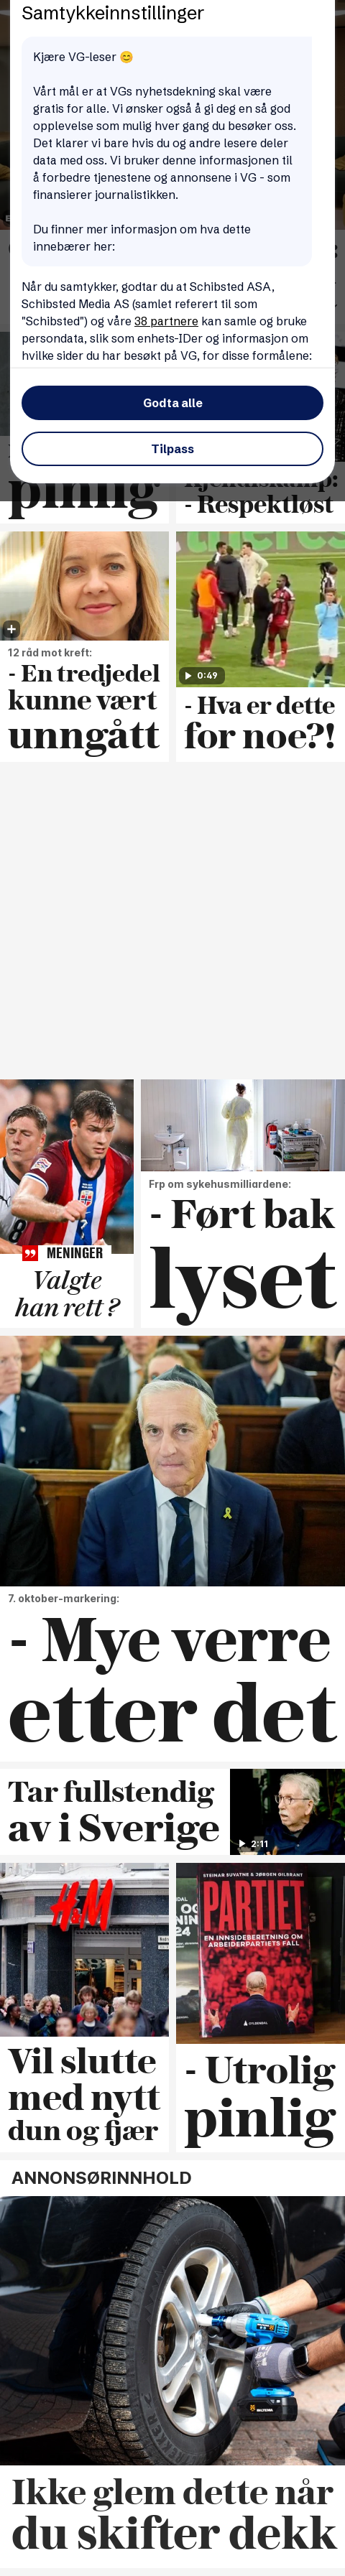 Samtykkeinnstillinger
Kjære VG-leser 😊
Vårt mål er at VGs nyhetsdekning skal være
gratis for alle. Vi ønsker også å gi deg en så god
opplevelse som mulig hver gang du besøker oss.
Det klarer vi bare hvis du og andre lesere deler
data med oss. Vi bruker denne informasjonen til
å forbedre tjenestene og annonsene i VG - som
finansierer journalistikken.
Du finner mer informasjon om hva dette
innebærer her:
Når du samtykker, godtar du at Schibsted ASA,
Schibsted Media AS (samlet referert til som
"Schibsted") og våre 38 partnere kan samle og bruke
persondata, slik som enhets-IDer og informasjon om
hvilke sider du har besøkt på VG, for disse formålene:
Godta alle
Tilpass
pinlig
- Respektløst
12 råd mot kreft:
- En tredjedel
kunne vært
unngått
0:49
- Hva er dette
for noe?!
MENINGER
Valgte
han rett ?
Frp om sykehusmilliardene:
- Ført bak
lyset
7. oktober-markering:
- Mye verre
etter det
Tar fullstendig
av i Sverige
2:11
H&M
Vil slutte
med nytt
dun og fjær
STEINAR SUVATNE & JØRGEN GILBRANT
PARTIET
EN INNSIDEBERETNING OM
ARBEIDERPARTIETS FALL
- Utrolig
pinlig
ANNONSØRINNHOLD
Ikke glem dette når
du skifter dekk